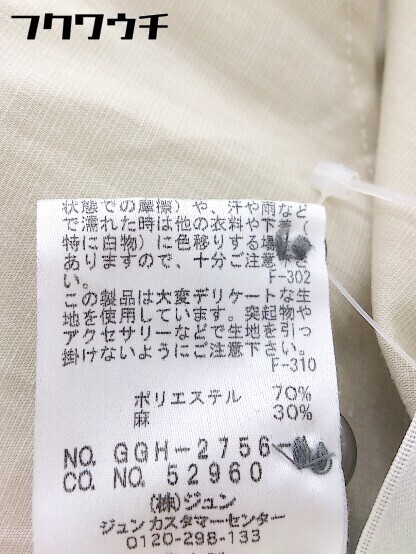 フクワウチ
状態での摩擦）や、汗や雨など
で濡れた時は他の衣料や下着（
特に白物）に色移りする場
ありますので、十分ご注意
い。
F-302
この製品は大変デリケートな生
地を使用しています。突起物や
アクセサリーなどで生地を引っ
掛けないようにご注意下さい。
F-310
ポリエステル 70%
麻 30%
NO. GGH-2756-
CO. NO. 52960
(株)ジュン
ジュンカスタマーセンター
0120-298-133